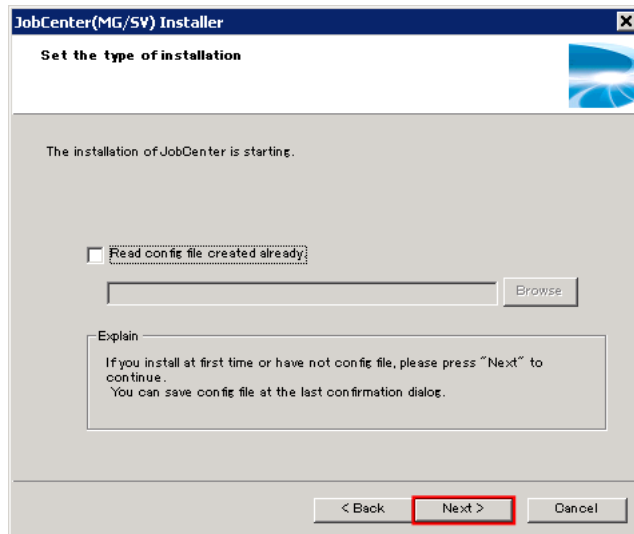 JobCenter(MG/SV) Installer
Set the type of installation
The installation of JobCenter is starting.
Read config file created already.
Browse
Explain
If you install at first time or have not config file, please press "Next" to
continue.
You can save config file at the last confirmation dialog.
< Back
Next >
Cancel